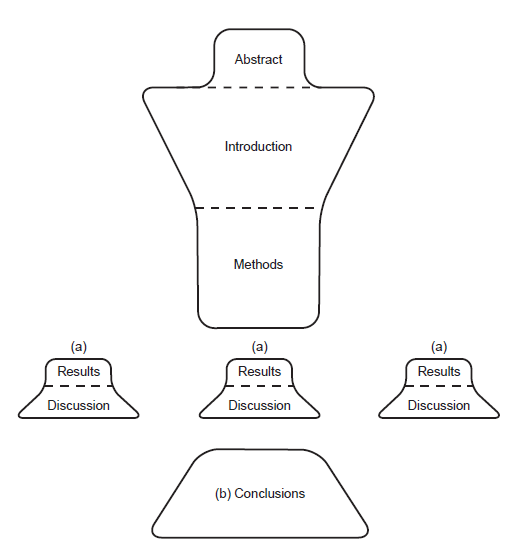 Abstract
Introduction
Methods
(a) (a) (a)
Results Results Results
Discussion Discussion Discussion
(b) Conclusions